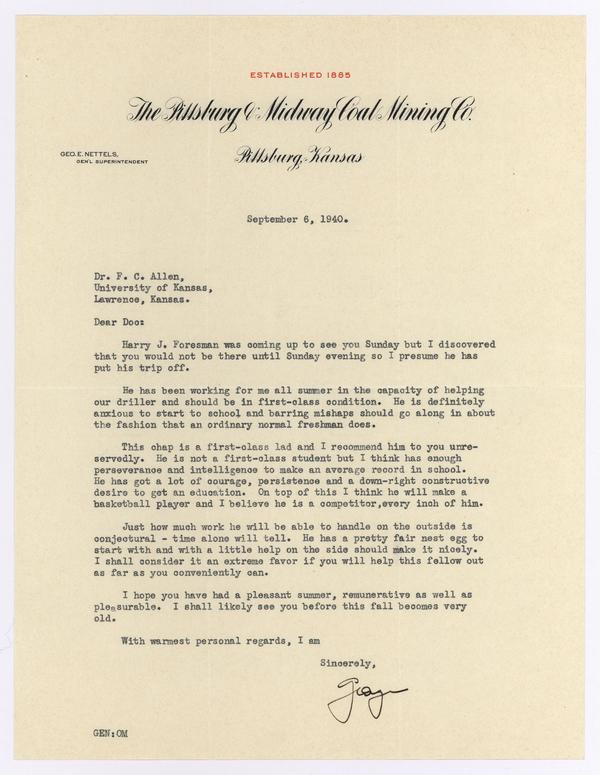 ESTABLISHED 1885
The Pittsburg & Midway Coal Mining Co.
GEO. E. NETTELS,
GEN'L SUPERINTENDENT
Pittsburg, Kansas
September 6, 1940.
Dr. F. C. Allen,
University of Kansas,
Lawrence, Kansas.
Dear Doc:
Harry J. Foresman was coming up to see you Sunday but I discovered
that you would not be there until Sunday evening so I presume he has
put his trip off.
He has been working for me all summer in the capacity of helping
our driller and should be in first-class condition. He is definitely
anxious to start to school and barring mishaps should go along in about
the fashion that an ordinary normal freshman does.
This chap is a first-class lad and I recommend him to you unre-
servedly. He is not a first-class student but I think has enough
perseverance and intelligence to make an average record in school.
He has got a lot of courage, persistence and a down-right constructive
desire to get an education. On top of this I think he will make a
basketball player and I believe he is a competitor,every inch of him.
Just how much work he will be able to handle on the outside is
conjectural - time alone will tell. He has a pretty fair nest egg to
start with and with a little help on the side should make it nicely.
I shall consider it an extreme favor if you will help this fellow out
as far as you conveniently can.
I hope you have had a pleasant summer, remunerative as well as
pleasurable. I shall likely see you before this fall becomes very
old.
With warmest personal regards, I am
Sincerely,
George
GEN:OM